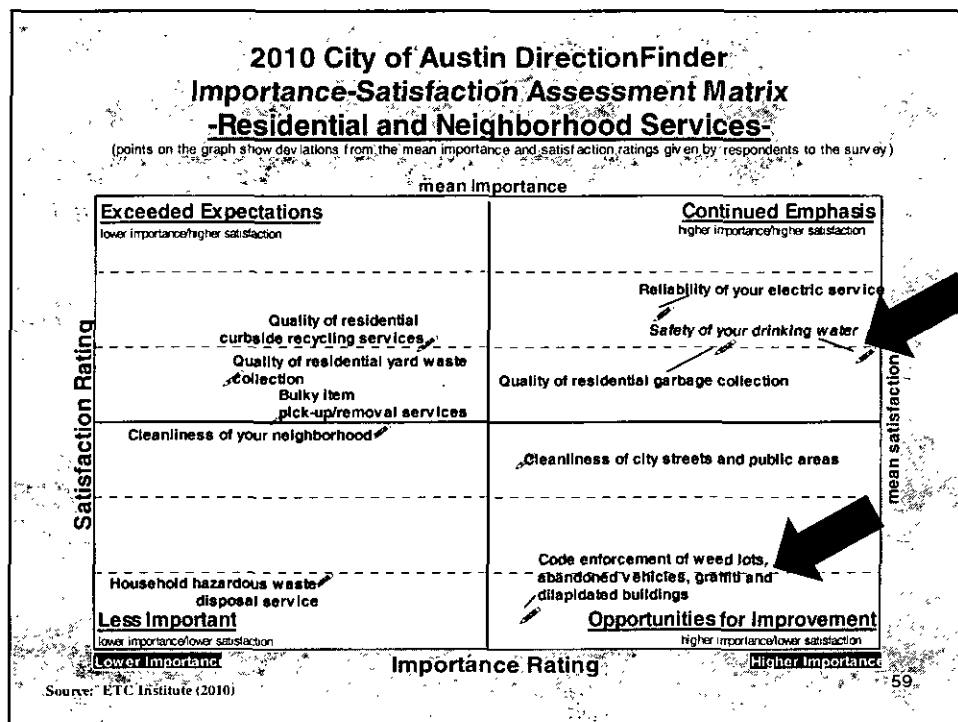 2010 City of Austin DirectionFinder
Importance-Satisfaction Assessment Matrix
-Residential and Neighborhood Services-
(points on the graph show deviations from the mean importance and satisfaction ratings given by respondents to the survey)
mean Importance
Exceeded Expectations
lower importance/higher satisfaction
Continued Emphasis
higher importance/higher satisfaction
Reliability of your electric service
Quality of residential
curbside recycling services
Safety of your drinking water
Quality of residential yard waste
collection
Quality of residential garbage collection
Bulky item
pick-up/removal services
Cleanliness of your neighborhood
Cleanliness of city streets and public areas
Satisfaction Rating
mean satisfaction
Code enforcement of weed lots,
abandoned vehicles, graffiti and
dilapidated buildings
Household hazardous waste
disposal service
Less Important
lower importance/lower satisfaction
Opportunities for Improvement
higher importance/lower satisfaction
Lower Importance
Importance Rating
Higher Importance
Source: ETC Institute (2010)
59